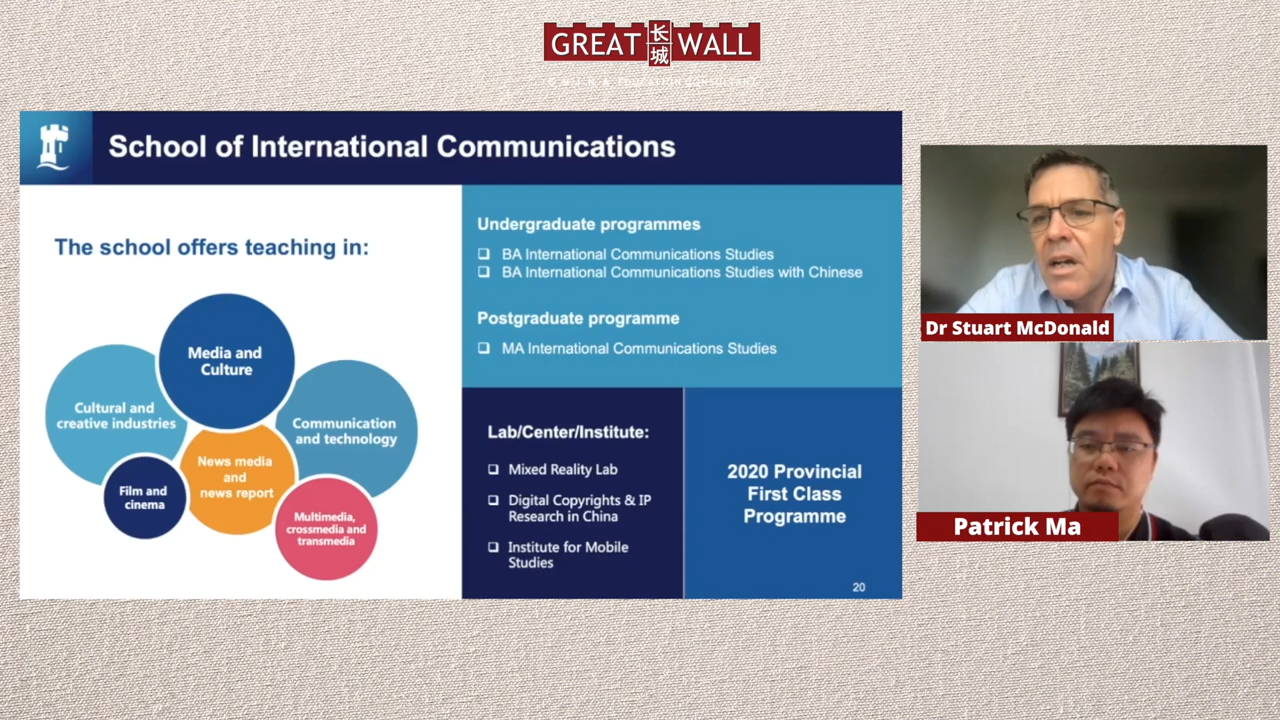 GREAT 长城 WALL
School of International Communications
The school offers teaching in:
Media and
Culture
Cultural and
creative industries
Communication
and technology
News media
and
news report
Film and
cinema
Multimedia,
crossmedia and
transmedia
Undergraduate programmes
❑ BA International Communications Studies
❑ BA International Communications Studies with Chinese
Postgraduate programme
❑ MA International Communications Studies
Lab/Center/Institute:
❑ Mixed Reality Lab
❑ Digital Copyrights & IP
Research in China
❑ Institute for Mobile
Studies
2020 Provincial
First Class
Programme
20
Dr Stuart McDonald
Patrick Ma